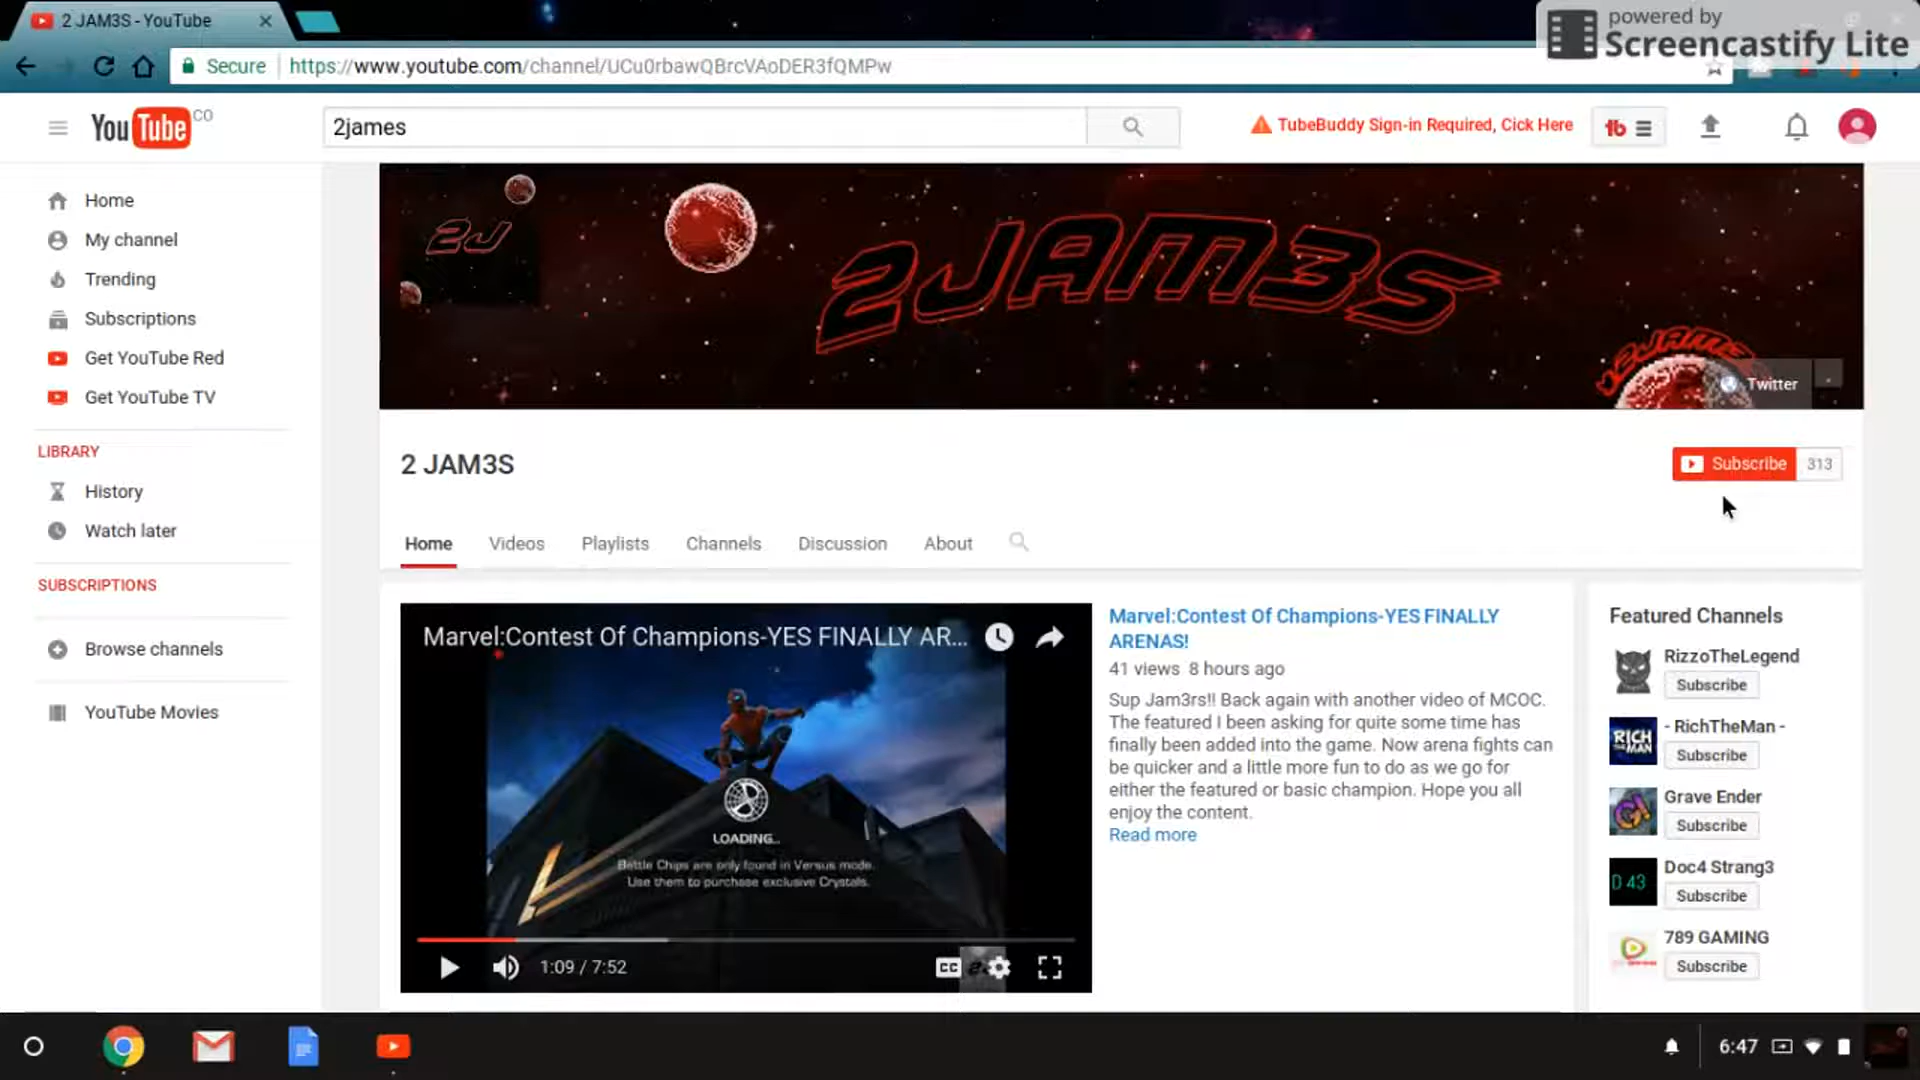 2 JAM3S - YouTube
powered by
Screencastify Lite
Secure
https://www.youtube.com/channel/UCu0rbawQBrcVAoDER3fQMPw
YouTube CO
2james
TubeBuddy Sign-in Required, Cick Here
tb
Home
My channel
Trending
Subscriptions
Get YouTube Red
Get YouTube TV
LIBRARY
History
Watch later
SUBSCRIPTIONS
Browse channels
YouTube Movies
2J
2JAM3S
Twitter
2 JAM3S
Subscribe 313
Home Videos Playlists Channels Discussion About
Marvel:Contest Of Champions-YES FINALLY AR...
LOADING...
Battle Chips are only found in Versus mode.
Use them to purchase exclusive Crystals.
1:09 / 7:52
CC
Marvel:Contest Of Champions-YES FINALLY
ARENAS!
41 views 8 hours ago
Sup Jam3rs!! Back again with another video of MCOC.
The featured I been asking for quite some time has
finally been added into the game. Now arena fights can
be quicker and a little more fun to do as we go for
either the featured or basic champion. Hope you all
enjoy the content.
Read more
Featured Channels
RizzoTheLegend
Subscribe
RICH
THE MAN
- RichTheMan -
Subscribe
Grave Ender
Subscribe
D 43
Doc4 Strang3
Subscribe
789 GAMING
Subscribe
6:47